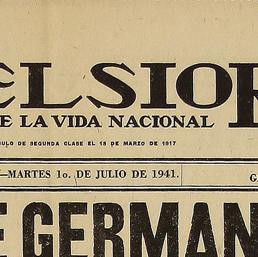 ELSIOR
E LA VIDA NACIONAL
ULO DE SEGUNDA CLASE EL 18 DE MARZO DE 1917
—MARTES 1o. DE JULIO DE 1941. G
E GERMAN